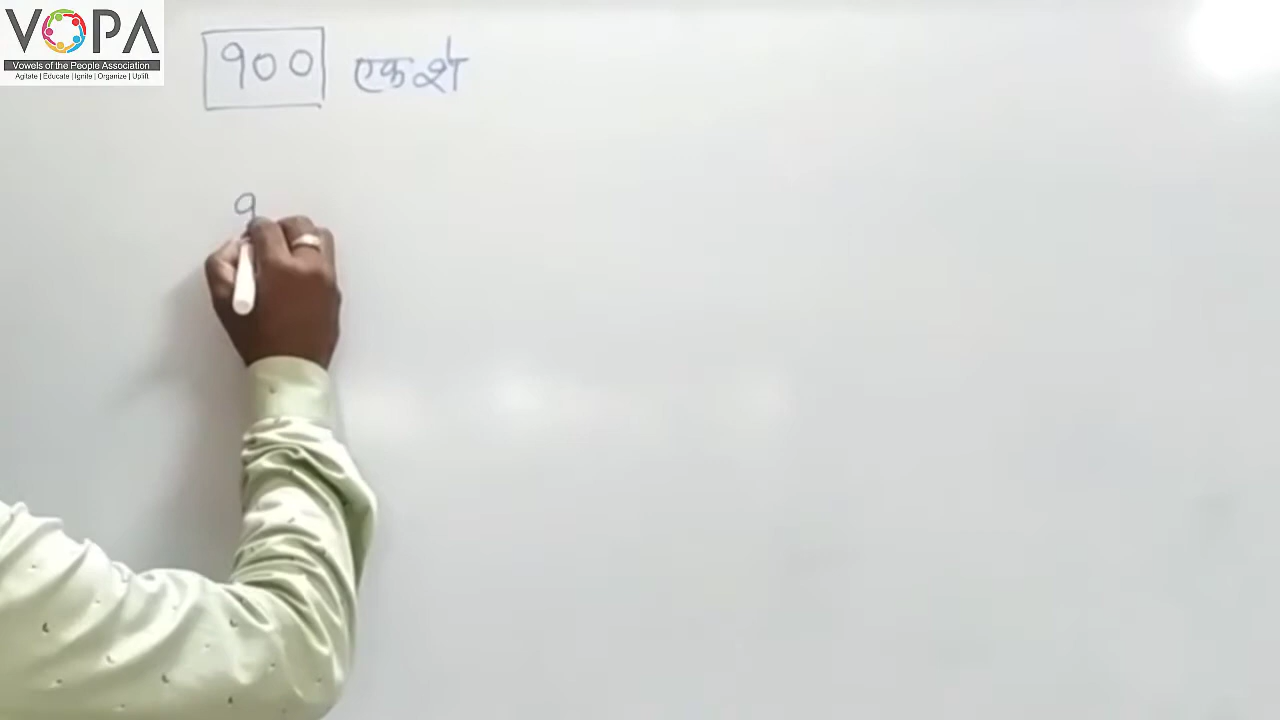 VOPA
Vowels of the People Association
Agitate | Educate | Ignite | Organize | Uplift
१०० एकशे
१